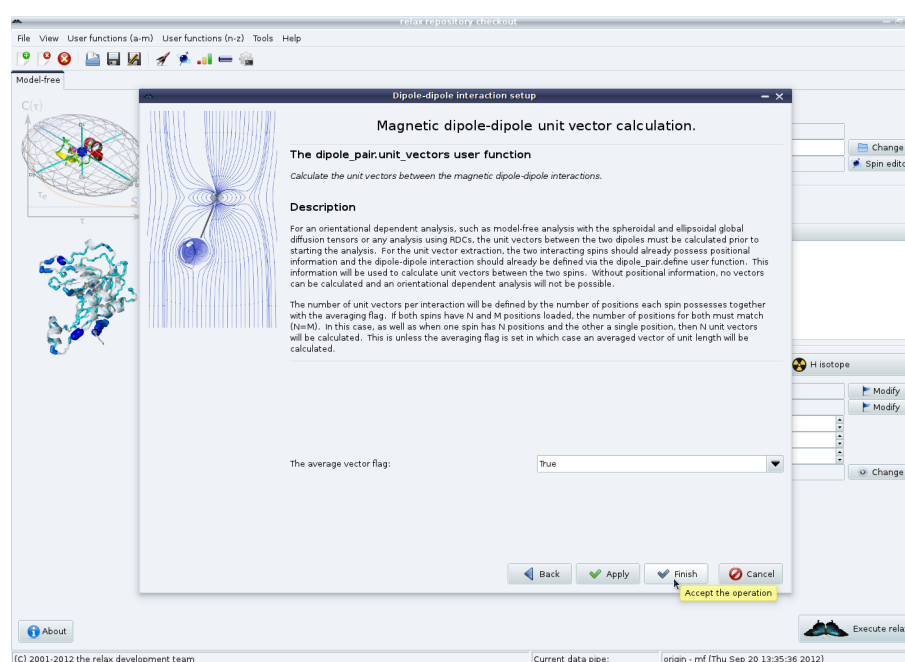 relax repository checkout
File View User functions (a-m) User functions (n-z) Tools Help
Model-free
C(τ)
τe
S
τ
Dipole-dipole interaction setup
Magnetic dipole-dipole unit vector calculation.
The dipole_pair.unit_vectors user function
Calculate the unit vectors between the magnetic dipole-dipole interactions.
Description
For an orientational dependent analysis, such as model-free analysis with the spheroidal and ellipsoidal global
diffusion tensors or any analysis using RDCs, the unit vectors between the two dipoles must be calculated prior to
starting the analysis. For the unit vector extraction, the two interacting spins should already possess positional
information and the dipole-dipole interaction should already be defined via the dipole_pair.define user function. This
information will be used to calculate unit vectors between the two spins. Without positional information, no vectors
can be calculated and an orientational dependent analysis will not be possible.
The number of unit vectors per interaction will be defined by the number of positions each spin possesses together
with the averaging flag. If both spins have N and M positions loaded, the number of positions for both must match
(N=M). In this case, as well as when one spin has N positions and the other a single position, then N unit vectors
will be calculated. This is unless the averaging flag is set in which case an averaged vector of unit length will be
calculated.
The average vector flag:
True
Back
Apply
Finish
Cancel
Accept the operation
Change
Spin edito
H isotope
Modify
Modify
Change
About
Execute rela
(C) 2001-2012 the relax development team
Current data pipe:
origin - mf (Thu Sep 20 13:35:36 2012)